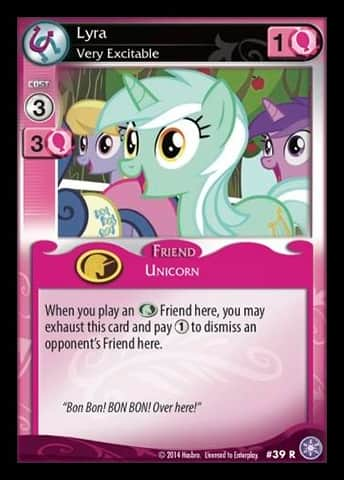 Lyra
Very Excitable
1
COST
3
3
FRIEND
UNICORN
When you play an Friend here, you may
exhaust this card and pay 1 to dismiss an
opponent's Friend here.
"Bon Bon! BON BON! Over here!"
© 2014 Hasbro. Licensed to Enterplay. #39 R